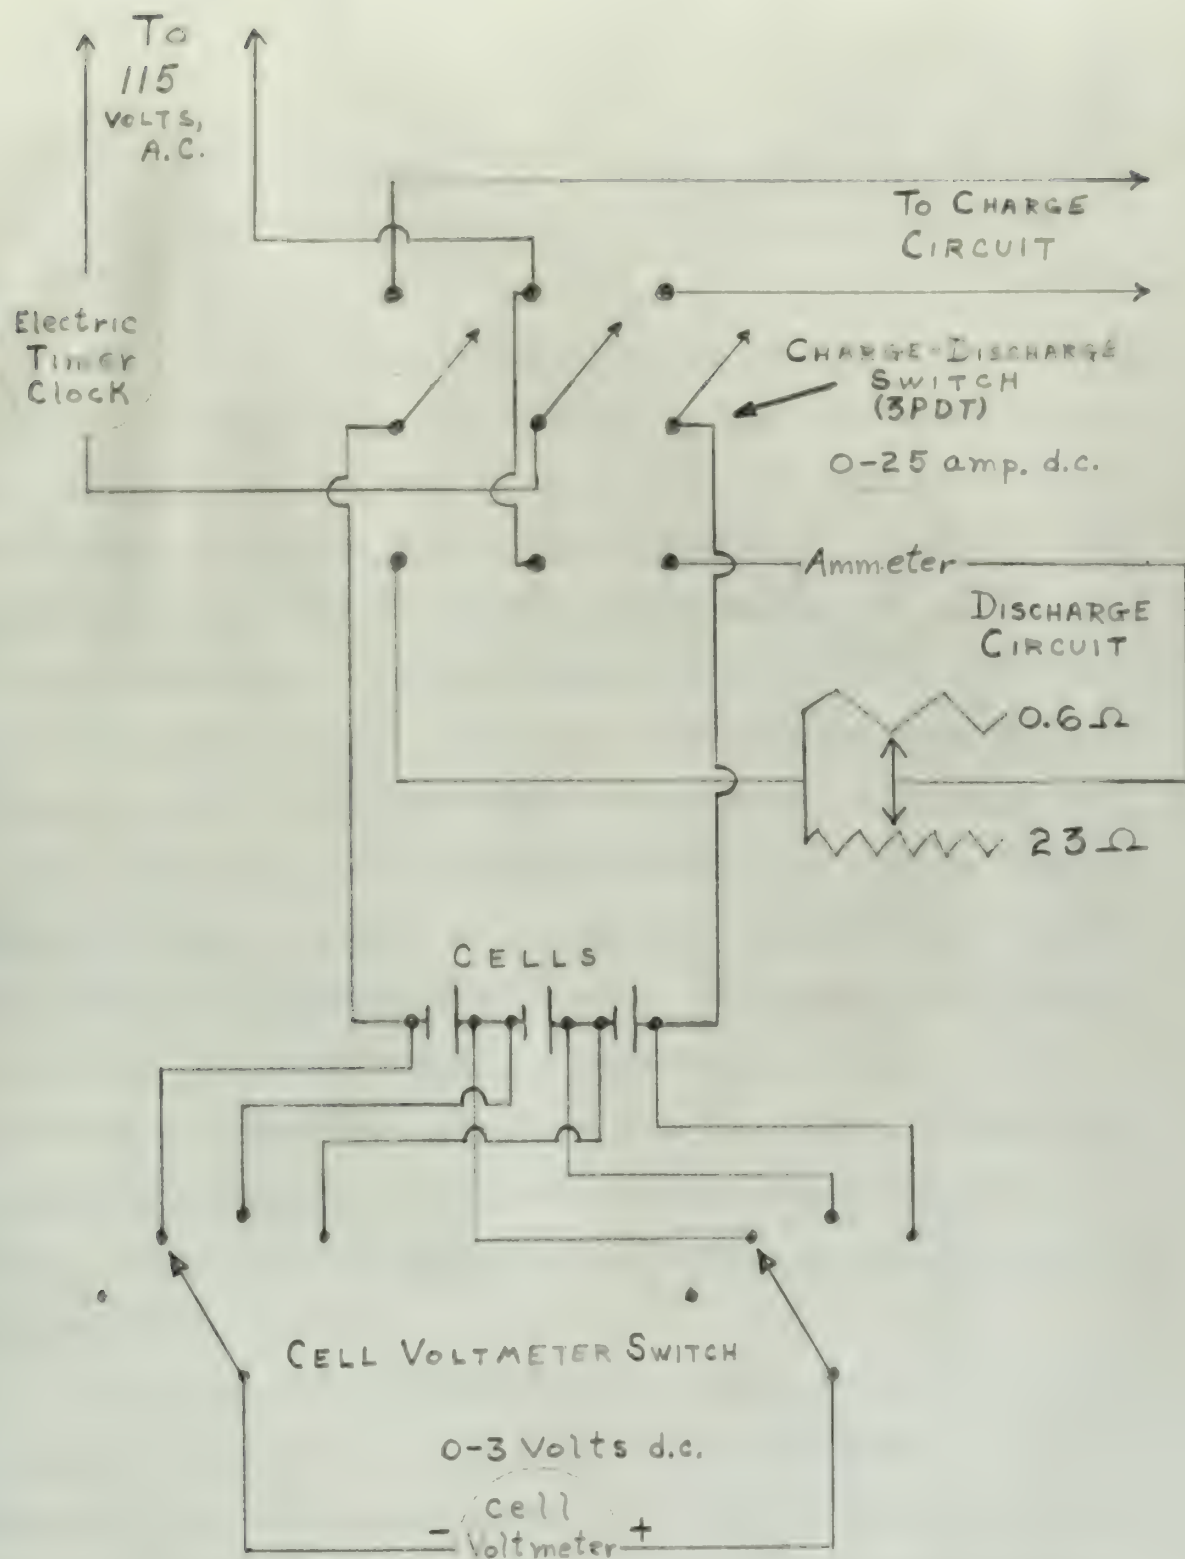 To
115
VOLTS,
A.C.
TO CHARGE
CIRCUIT
Electric
Timer
Clock
CHARGE-DISCHARGE
SWITCH
(3PDT)
0-25 amp. d.c.
Ammeter
DISCHARGE
CIRCUIT
0.6Ω
23Ω
CELLS
CELL VOLTMETER SWITCH
0-3 Volts d.c.
cell
- Voltmeter +